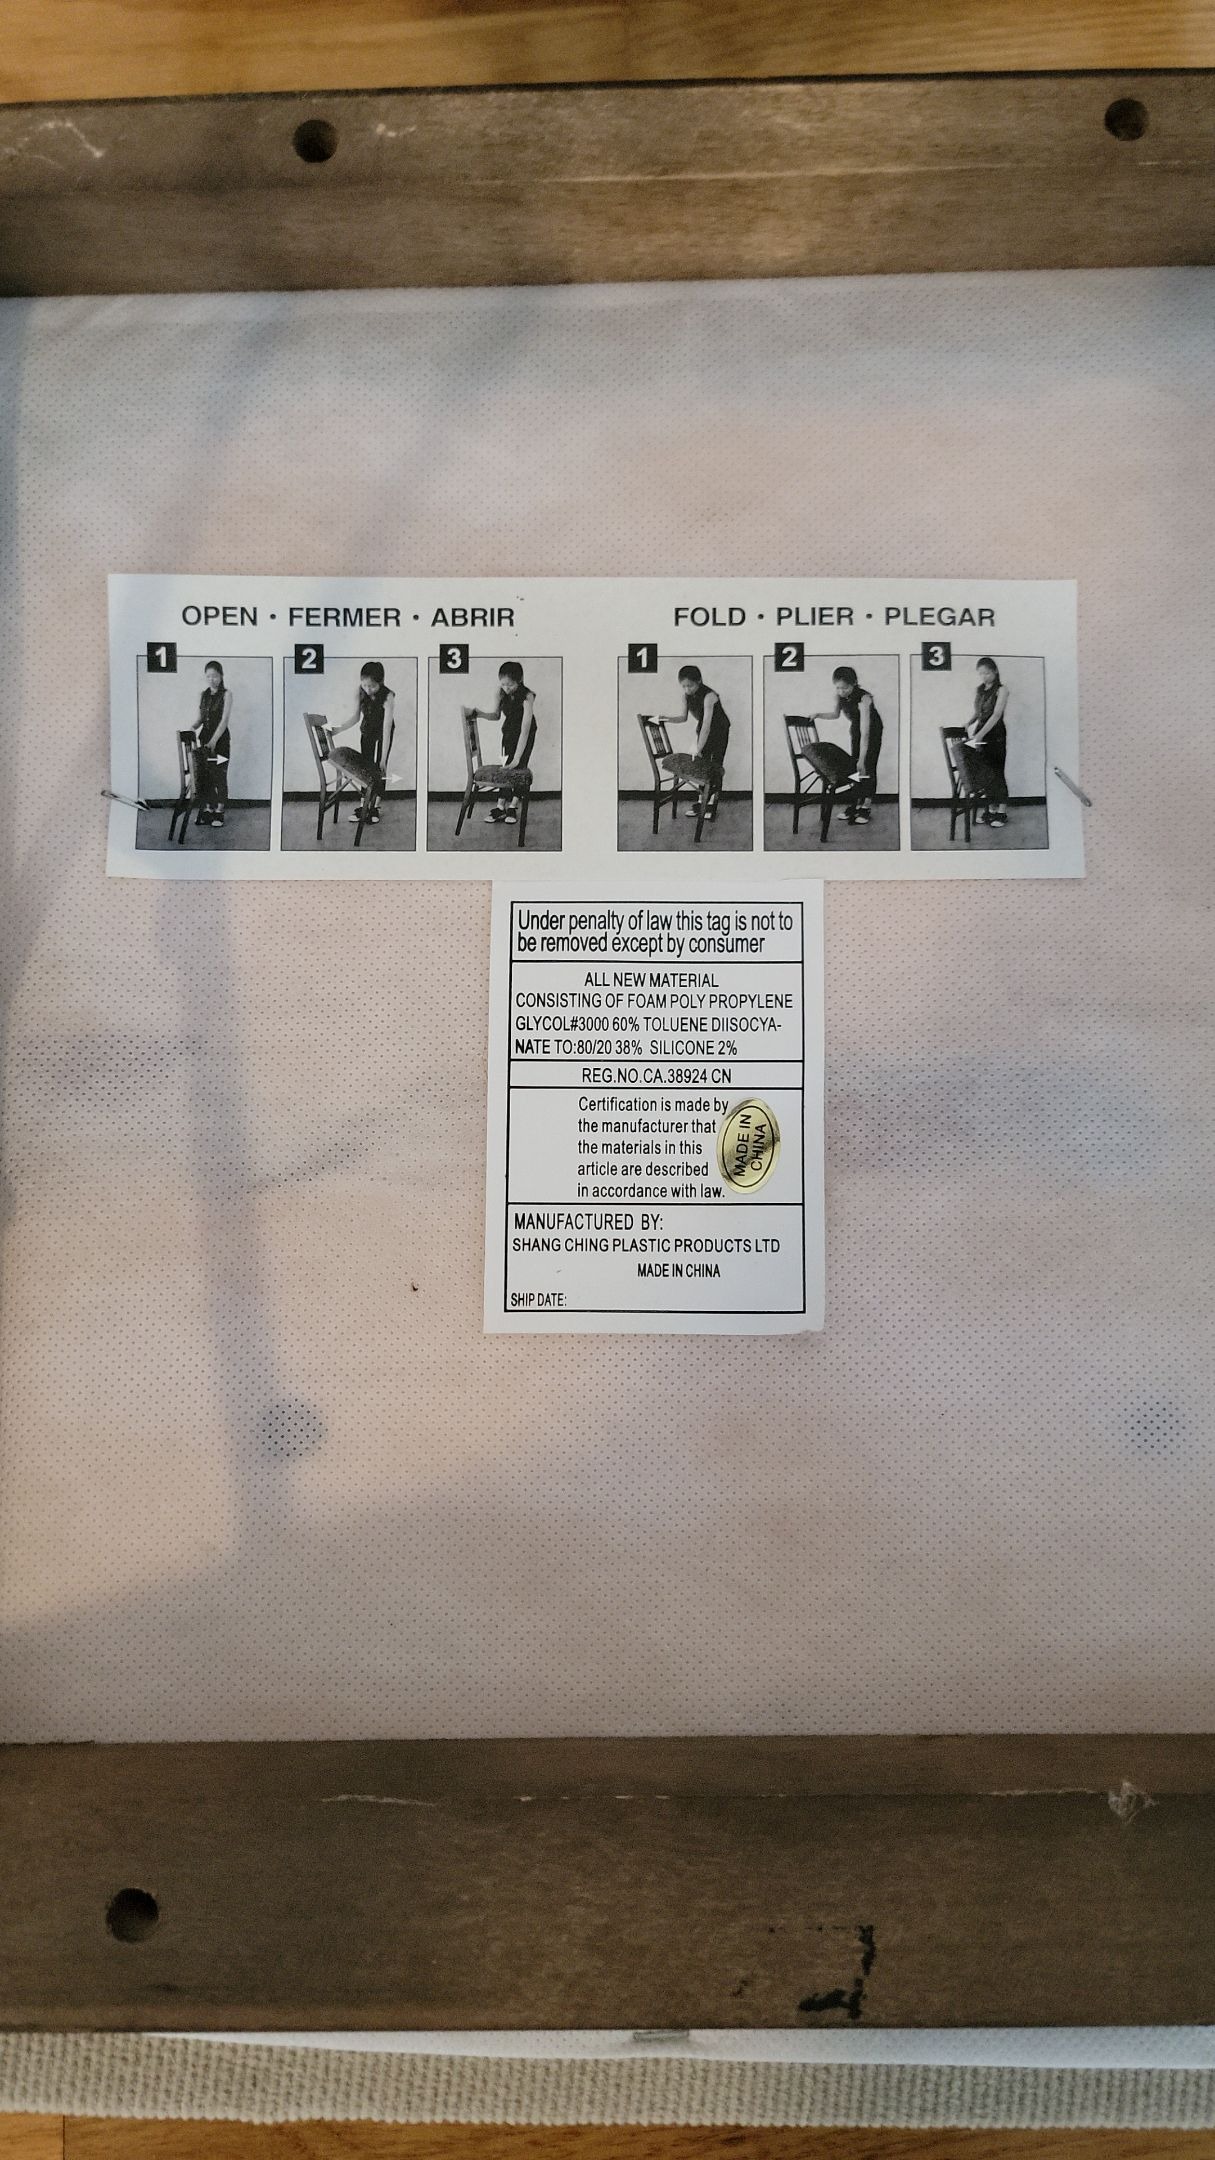 OPEN · FERMER · ABRIR
1
2
3
FOLD · PLIER · PLEGAR
1
2
3
Under penalty of law this tag is not to
be removed except by consumer
ALL NEW MATERIAL
CONSISTING OF FOAM POLY PROPYLENE
GLYCOL#3000 60% TOLUENE DIISOCYA-
NATE TO:80/20 38% SILICONE 2%
REG.NO.CA.38924 CN
Certification is made by
the manufacturer that
the materials in this
article are described
in accordance with law.
MADE IN
CHINA
MANUFACTURED BY:
SHANG CHING PLASTIC PRODUCTS LTD
MADE IN CHINA
SHIP DATE: